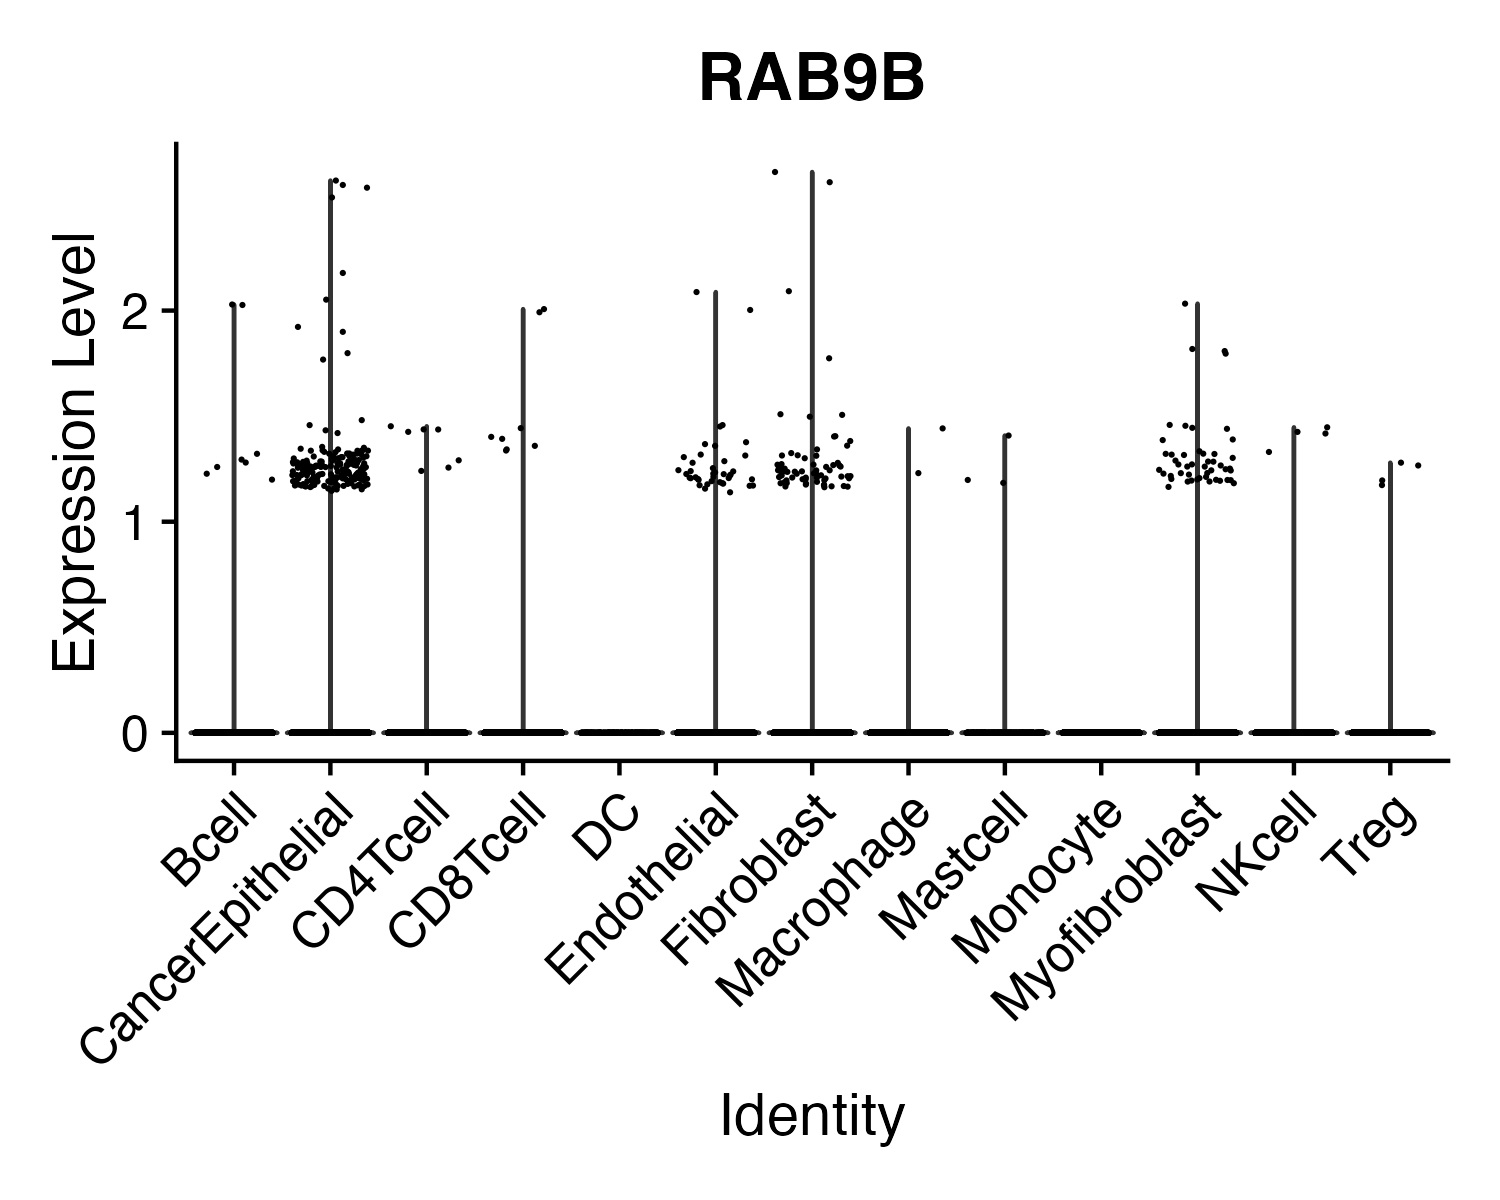 RAB9B
Expression Level
2
1
0
Bcell
CancerEpithelial
CD4Tcell
CD8Tcell
DC
Endothelial
Fibroblast
Macrophage
Mastcell
Monocyte
Myofibroblast
NKcell
Treg
Identity